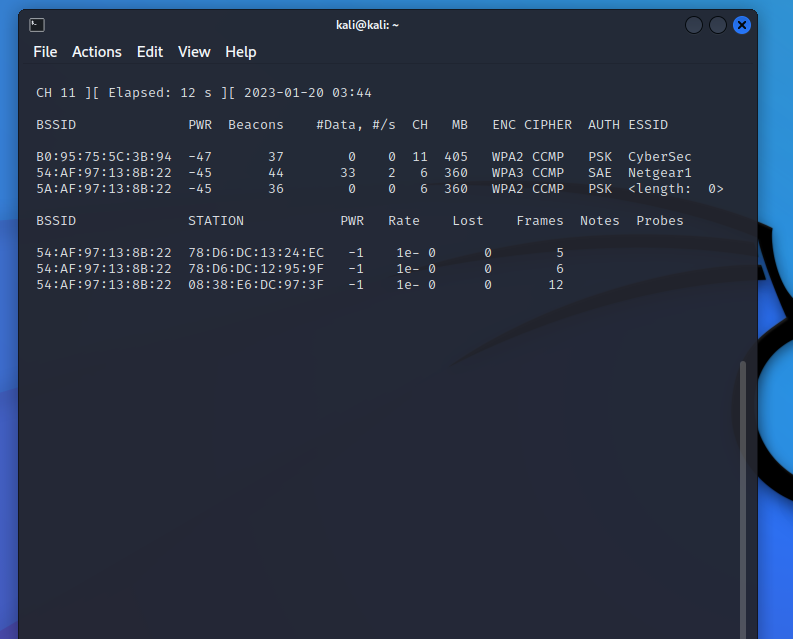 kali@kali: ~
File Actions Edit View Help
CH 11 ][ Elapsed: 12 s ][ 2023-01-20 03:44
BSSID PWR Beacons #Data, #/s CH MB ENC CIPHER AUTH ESSID
B0:95:75:5C:3B:94 -47 37 0 0 11 405 WPA2 CCMP PSK CyberSec
54:AF:97:13:8B:22 -45 44 33 2 6 360 WPA3 CCMP SAE Netgear1
5A:AF:97:13:8B:22 -45 36 0 0 6 360 WPA2 CCMP PSK <length: 0>
BSSID STATION PWR Rate Lost Frames Notes Probes
54:AF:97:13:8B:22 78:D6:DC:13:24:EC -1 1e- 0 0 5
54:AF:97:13:8B:22 78:D6:DC:12:95:9F -1 1e- 0 0 6
54:AF:97:13:8B:22 08:38:E6:DC:97:3F -1 1e- 0 0 12